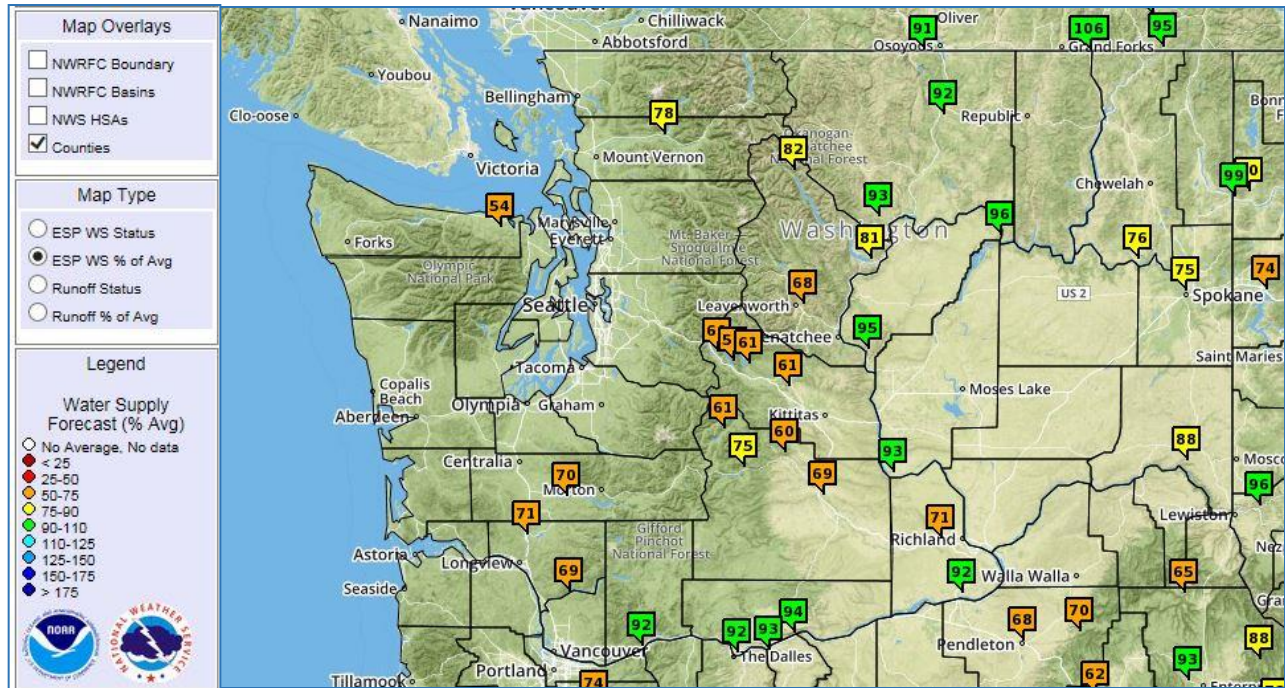 Map Overlays
NWRFC Boundary
NWRFC Basins
NWS HSAs
Counties
Map Type
ESP WS Status
ESP WS % of Avg
Runoff Status
Runoff % of Avg
Legend
Water Supply
Forecast (% Avg)
No Average, No data
< 25
25-50
50-75
75-90
90-110
110-125
125-150
150-175
> 175
NOAA
NATIONAL WEATHER SERVICE
Nanaimo
Chilliwack
Abbotsford
91
Oliver
Osoyoos
106
Grand Forks
95
Youbou
Bellingham
Clo-oose
78
92
Republic
Victoria
Mount Vernon
82
National Forest
Chewelah
99
93
54
96
Forks
Marysville
Everett
Mt. Baker-
Snoqualmie
National Forest
Washington
81
76
75
74
Olympic
National Park
Seattle
68
Leavenworth
US 2
Spokane
61
95
Saint Maries
Tacoma
61
Moses Lake
Copalis
Beach
Aberdeen
Olympia
Graham
61
Kittitas
60
75
93
88
Centralia
70
Morton
69
96
71
71
Richland
Lewiston
Gifford
Pinchot
National Forest
Astoria
Longview
Seaside
69
92
Walla Walla
65
92
92
93
94
68
70
Pendleton
88
Vancouver
The Dalles
93
Portland
Tillamook
74
62